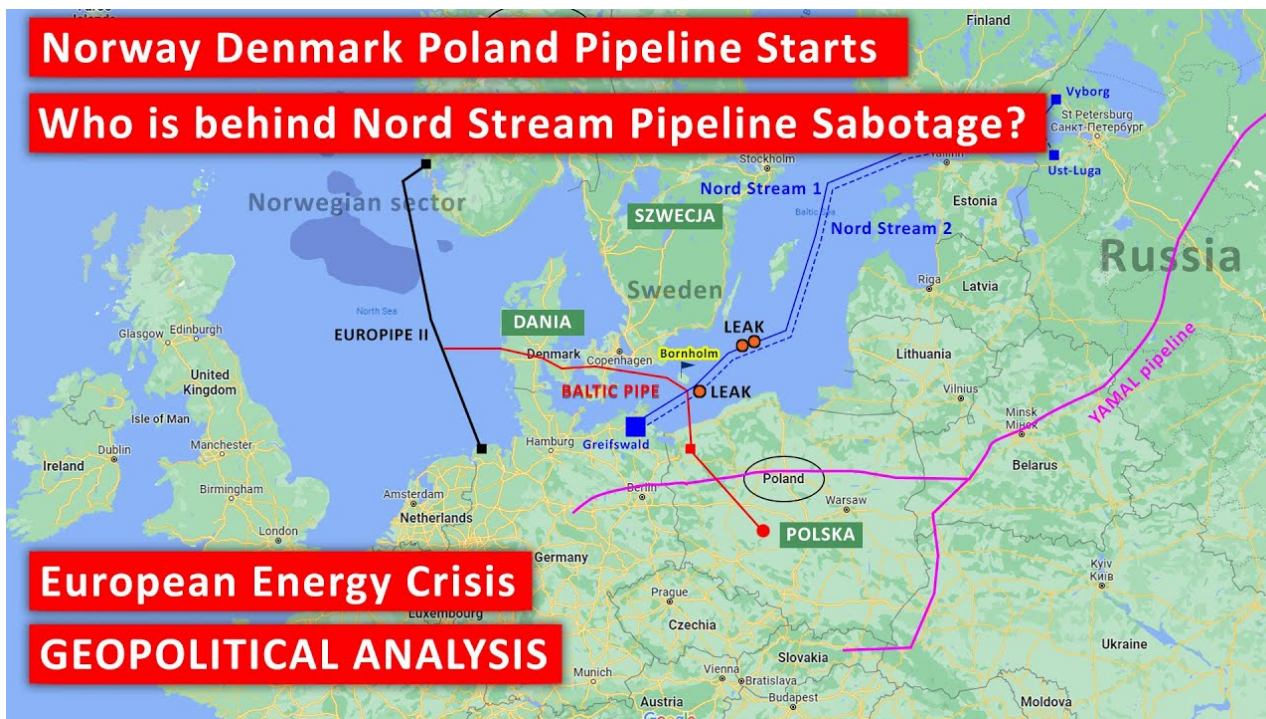 Norway Denmark Poland Pipeline Starts
Who is behind Nord Stream Pipeline Sabotage?
Finland
Vyborg
St Petersburg
Санкт-Петербург
Ust-Luga
Stockholm
Nord Stream 1
Baltic Sea
Nord Stream 2
Estonia
Norwegian sector
SZWECJA
Russia
Riga
Latvia
Sweden
North Sea
EUROPIPE II
DANIA
LEAK
Glasgow
Edinburgh
Denmark
Copenhagen
Bornholm
Lithuania
United
Kingdom
BALTIC PIPE
LEAK
Vilnius
YAMAL pipeline
Isle of Man
Minsk
Мінск
Hamburg
Greifswald
Dublin
Manchester
Ireland
Belarus
Birmingham
Amsterdam
Netherlands
Berlin
Poland
Warsaw
London
POLSKA
Germany
European Energy Crisis
Kyiv
Київ
Prague
Luxembourg
Czechia
GEOPOLITICAL ANALYSIS
Ukraine
Slovakia
Munich
Vienna
Bratislava
Austria
Budapest
Moldova